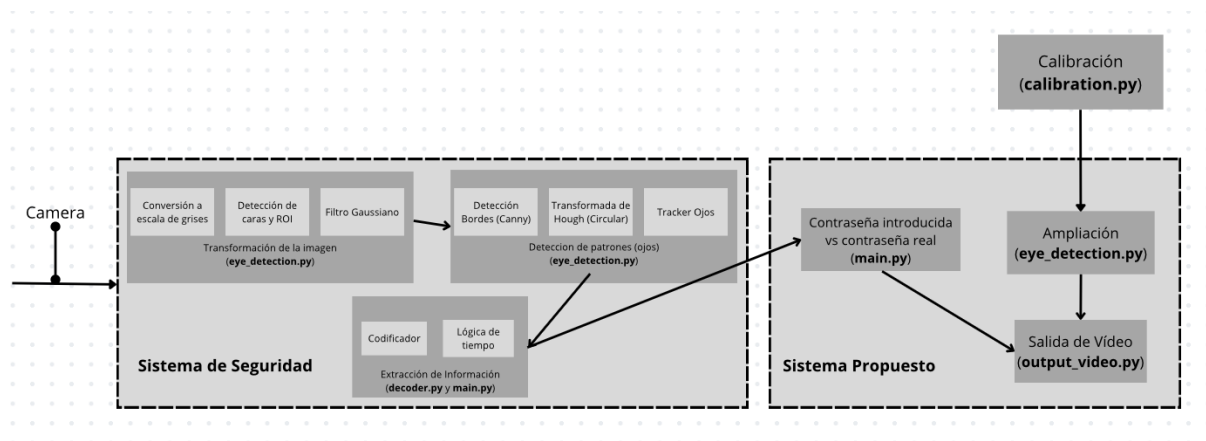 Calibración
(calibration.py)
Camera
Conversión a
escala de grises
Detección de
caras y ROI
Filtro Gaussiano
Transformación de la imagen
(eye_detection.py)
Detección
Bordes (Canny)
Transformada de
Hough (Circular)
Tracker Ojos
Deteccion de patrones (ojos)
(eye_detection.py)
Codificador
Lógica de
tiempo
Extracción de Información
(decoder.py y main.py)
Sistema de Seguridad
Contraseña introducida
vs contraseña real
(main.py)
Ampliación
(eye_detection.py)
Salida de Vídeo
(output_video.py)
Sistema Propuesto